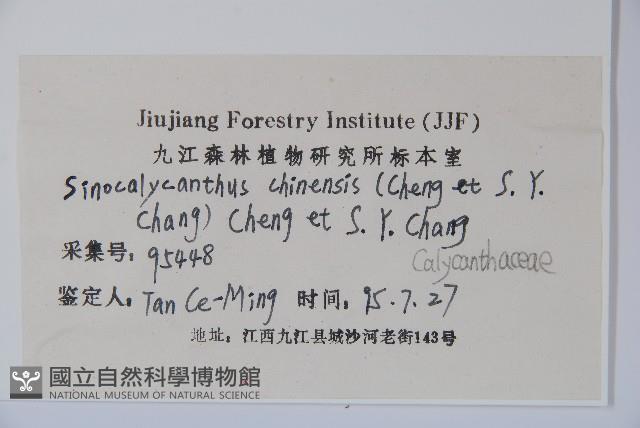 Jiujiang Forestry Institute (JJF)
九江森林植物研究所标本室
Sinocalycanthus chinensis (Cheng et S. Y.
Chang) Cheng et S. Y. Chang
采集号: 95448
Calycanthaceae
鉴定人: Tan Ce-Ming 时间: 95.7.27
地址: 江西九江县城沙河老街143号
國立自然科學博物館
NATIONAL MUSEUM OF NATURAL SCIENCE